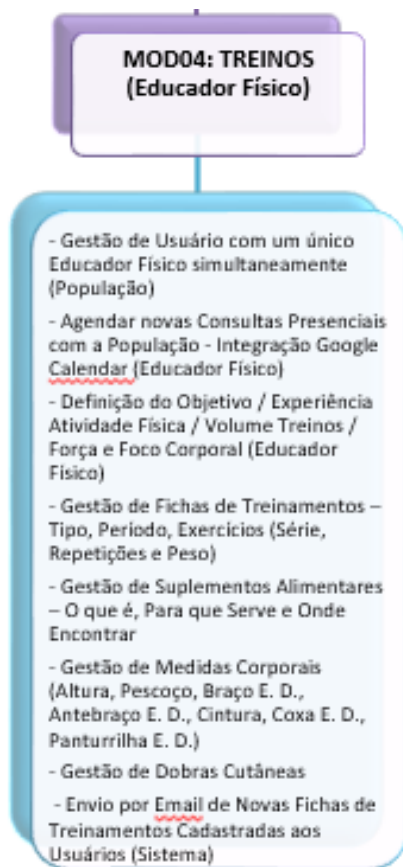 MOD04: TREINOS
(Educador Físico)
- Gestão de Usuário com um único
Educador Físico simultaneamente
(População)
- Agendar novas Consultas Presenciais
com a População - Integração Google
Calendar (Educador Físico)
- Definição do Objetivo / Experiência
Atividade Física / Volume Treinos /
Força e Foco Corporal (Educador
Físico)
- Gestão de Fichas de Treinamentos –
Tipo, Período, Exercícios (Série,
Repetições e Peso)
- Gestão de Suplementos Alimentares
– O que é, Para que Serve e Onde
Encontrar
- Gestão de Medidas Corporais
(Altura, Pescoço, Braço E. D.,
Antebraço E. D., Cintura, Coxa E. D.,
Panturrilha E. D.)
- Gestão de Dobras Cutâneas
- Envio por Email de Novas Fichas de
Treinamentos Cadastradas aos
Usuários (Sistema)